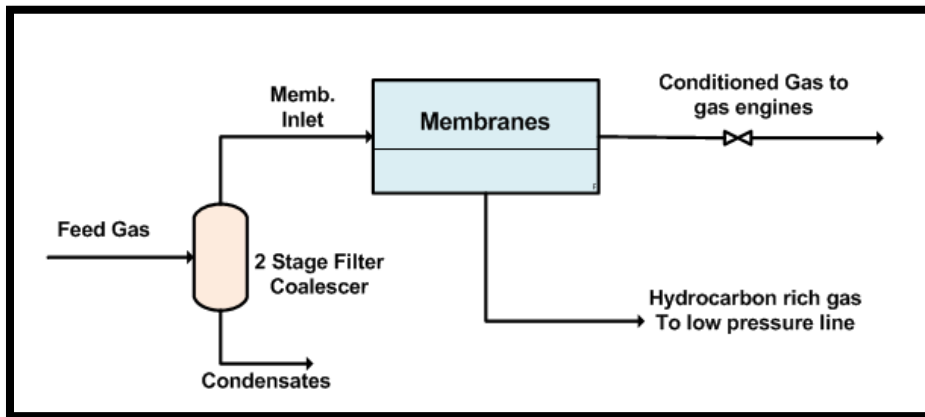 Memb.
Inlet
Membranes
Conditioned Gas to
gas engines
Feed Gas
2 Stage Filter
Coalescer
Hydrocarbon rich gas
To low pressure line
Condensates